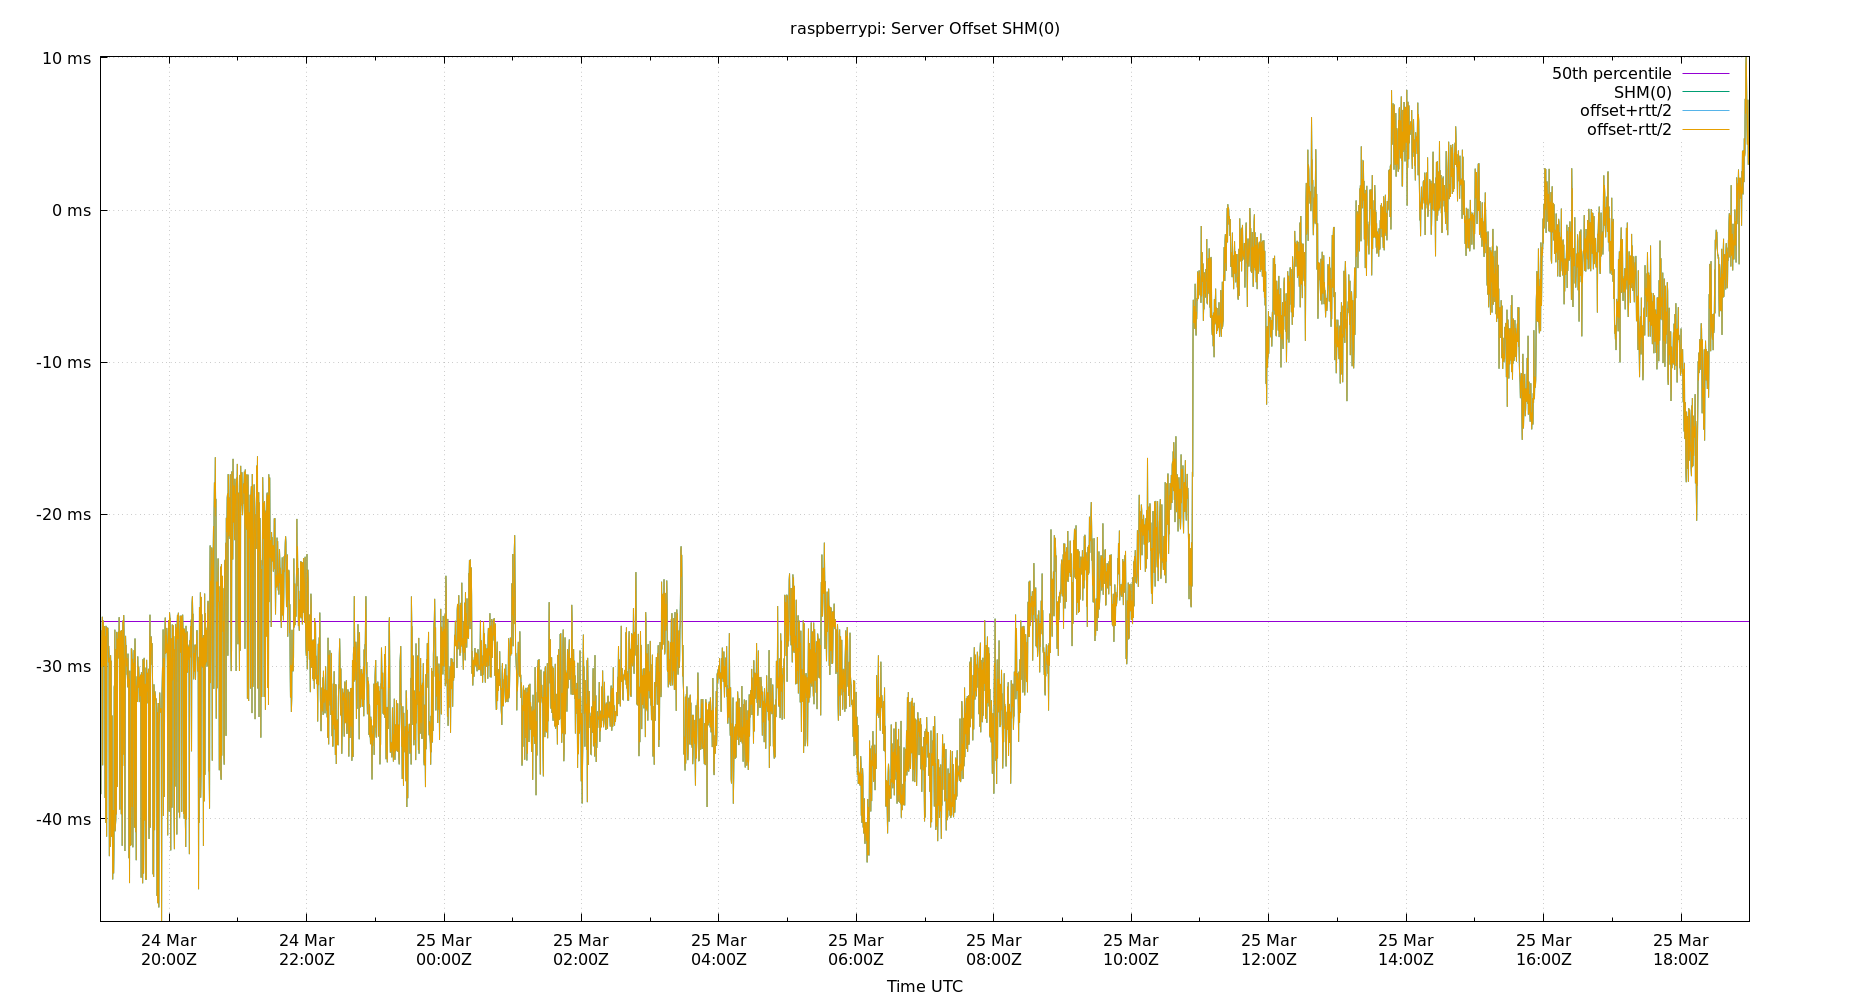 raspberrypi: Server Offset SHM(0)
10 ms
0 ms
-10 ms
-20 ms
-30 ms
-40 ms
50th percentile
SHM(0)
offset+rtt/2
offset-rtt/2
24 Mar
20:00Z
24 Mar
22:00Z
25 Mar
00:00Z
25 Mar
02:00Z
25 Mar
04:00Z
25 Mar
06:00Z
25 Mar
08:00Z
25 Mar
10:00Z
25 Mar
12:00Z
25 Mar
14:00Z
25 Mar
16:00Z
25 Mar
18:00Z
Time UTC